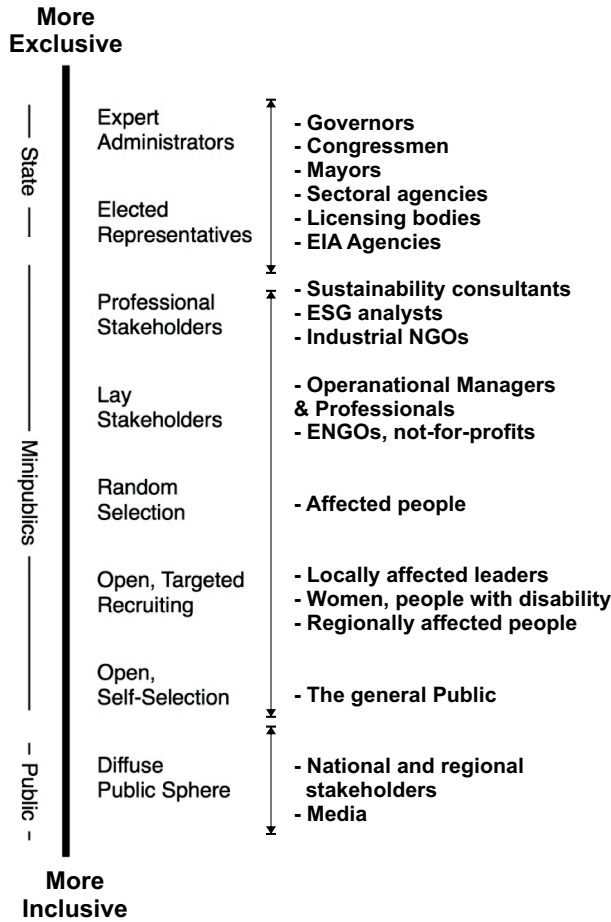 More
Exclusive
State
Expert
Administrators
- Governors
- Congressmen
- Mayors
- Sectoral agencies
- Licensing bodies
- EIA Agencies
Elected
Representatives
Minipublics
Professional
Stakeholders
- Sustainability consultants
- ESG analysts
- Industrial NGOs
Lay
Stakeholders
- Operanational Managers
& Professionals
- ENGOs, not-for-profits
Random
Selection
- Affected people
Open, Targeted
Recruiting
- Locally affected leaders
- Women, people with disability
- Regionally affected people
Open,
Self-Selection
- The general Public
Public
Diffuse
Public Sphere
- National and regional
stakeholders
- Media
More
Inclusive